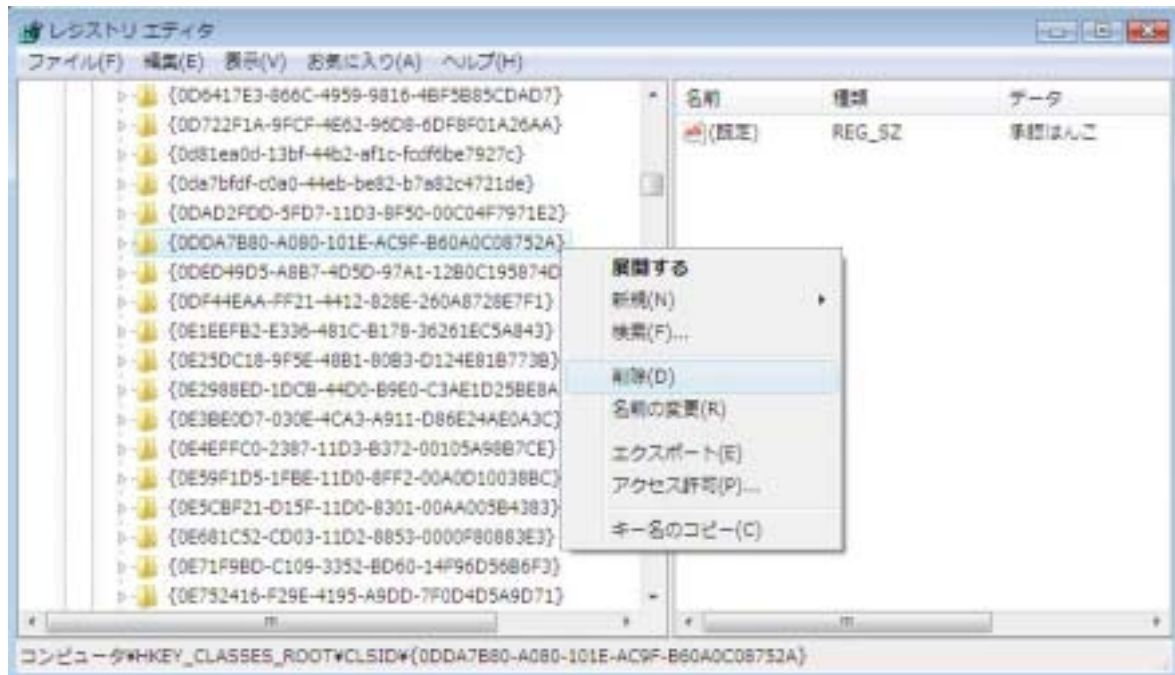 レジストリ エディタ
ファイル(F) 編集(E) 表示(V) お気に入り(A) ヘルプ(H)
{0D6417E3-866C-4959-9816-4BF5B85CDAD7}
{0D722F1A-9FCF-4E62-96D8-6DF8F01A26AA}
{0d81ea0d-13bf-44b2-af1c-fcdf6be7927c}
{0da7bfdf-c0a0-44eb-be82-b7a82c4721de}
{0DAD2FDD-5FD7-11D3-8F50-00C04F7971E2}
{0DDA7B80-A080-101E-AC9F-B60A0C08752A}
{0DED49D5-A8B7-4D5D-97A1-12B0C195874D
{0DF44EAA-FF21-4412-828E-260A8728E7F1}
{0E1EEFB2-E336-481C-B178-36261EC5A843}
{0E25DC18-9F5E-48B1-80B3-D124E81B773B}
{0E2988ED-1DCB-44D0-B9E0-C3AE1D25BE8A
{0E3BE0D7-030E-4CA3-A911-D86E24AE0A3C}
{0E4EFFC0-2387-11D3-B372-00105A98B7CE}
{0E59F1D5-1FBE-11D0-8FF2-00A0D10038BC}
{0E5CBF21-D15F-11D0-8301-00AA005B4383}
{0E681C52-CD03-11D2-8853-0000F80883E3}
{0E71F9BD-C109-3352-BD60-14F96D56B6F3}
{0E752416-F29E-4195-A9DD-7F0D4D5A9D71}
名前 種類 データ
(既定) REG_SZ 承認はんこ
展開する
新規(N)
検索(F)...
削除(D)
名前の変更(R)
エクスポート(E)
アクセス許可(P)...
キー名のコピー(C)
コンピュータ¥HKEY_CLASSES_ROOT¥CLSID¥{0DDA7B80-A080-101E-AC9F-B60A0C08752A}